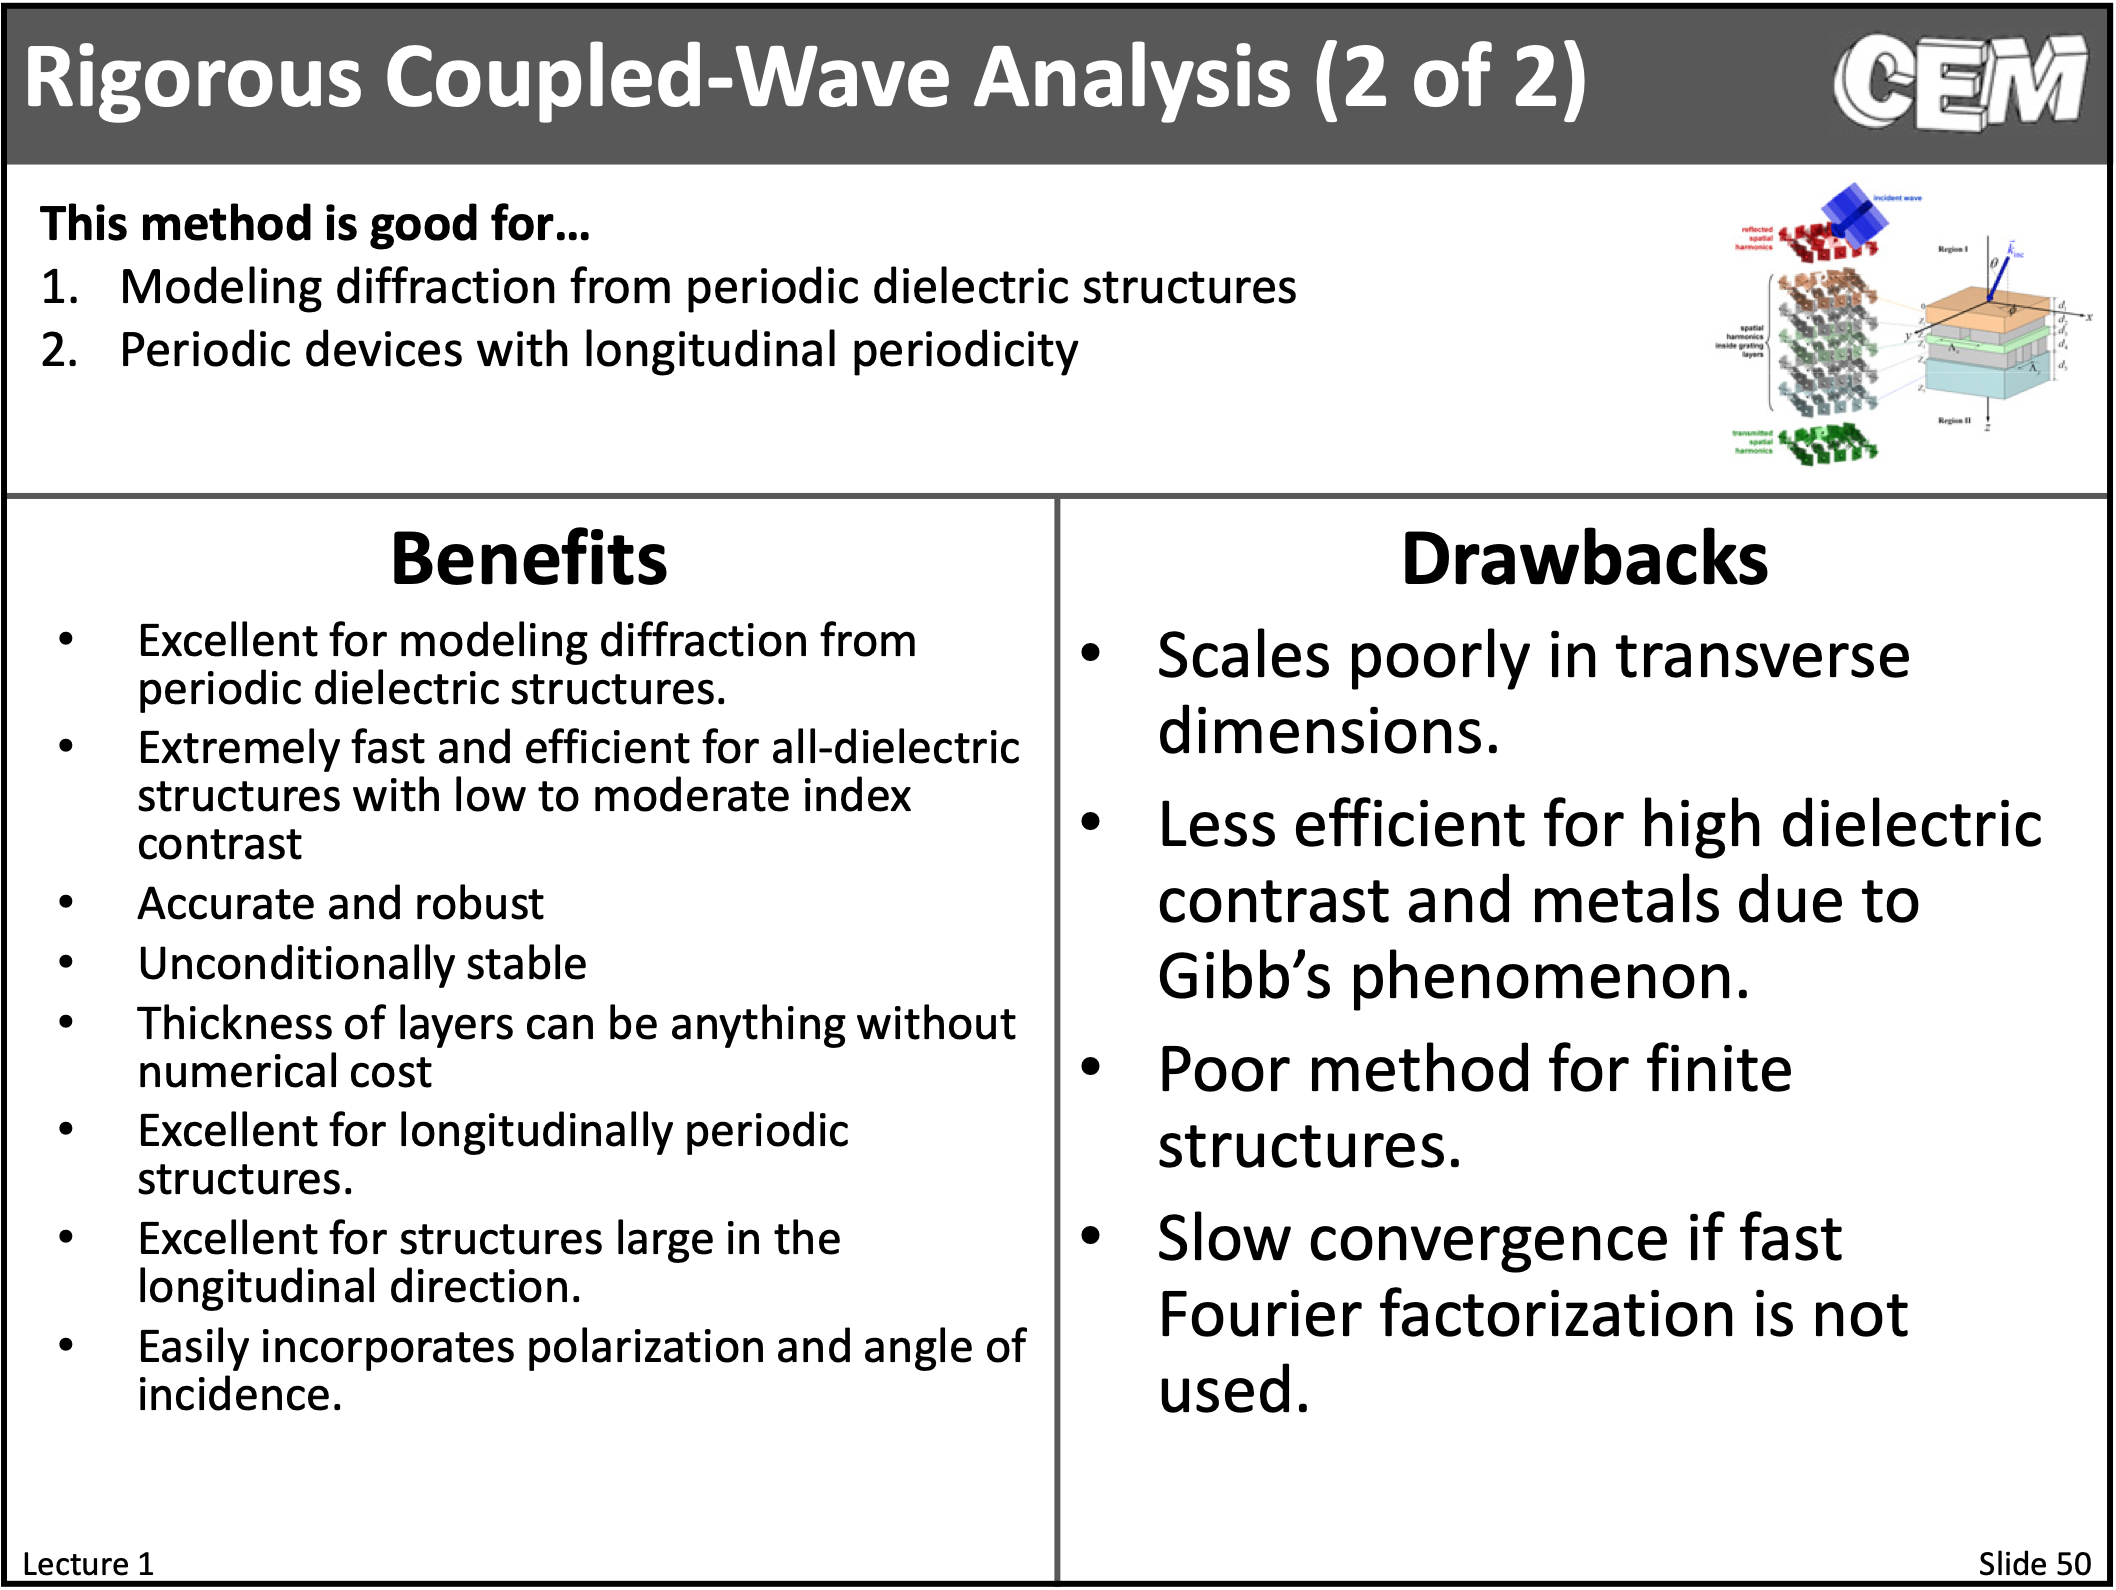 Rigorous Coupled-Wave Analysis (2 of 2)
CEM
This method is good for…
1. Modeling diffraction from periodic dielectric structures
2. Periodic devices with longitudinal periodicity
incident wave
reflected
spatial
harmonics
spatial
harmonics
inside grating
layers
transmitted
spatial
harmonics
Region I
Region II
x
y
z
θ
Benefits
• Excellent for modeling diffraction from
periodic dielectric structures.
• Extremely fast and efficient for all-dielectric
structures with low to moderate index
contrast
• Accurate and robust
• Unconditionally stable
• Thickness of layers can be anything without
numerical cost
• Excellent for longitudinally periodic
structures.
• Excellent for structures large in the
longitudinal direction.
• Easily incorporates polarization and angle of
incidence.
Drawbacks
• Scales poorly in transverse
dimensions.
• Less efficient for high dielectric
contrast and metals due to
Gibb’s phenomenon.
• Poor method for finite
structures.
• Slow convergence if fast
Fourier factorization is not
used.
Lecture 1
Slide 50